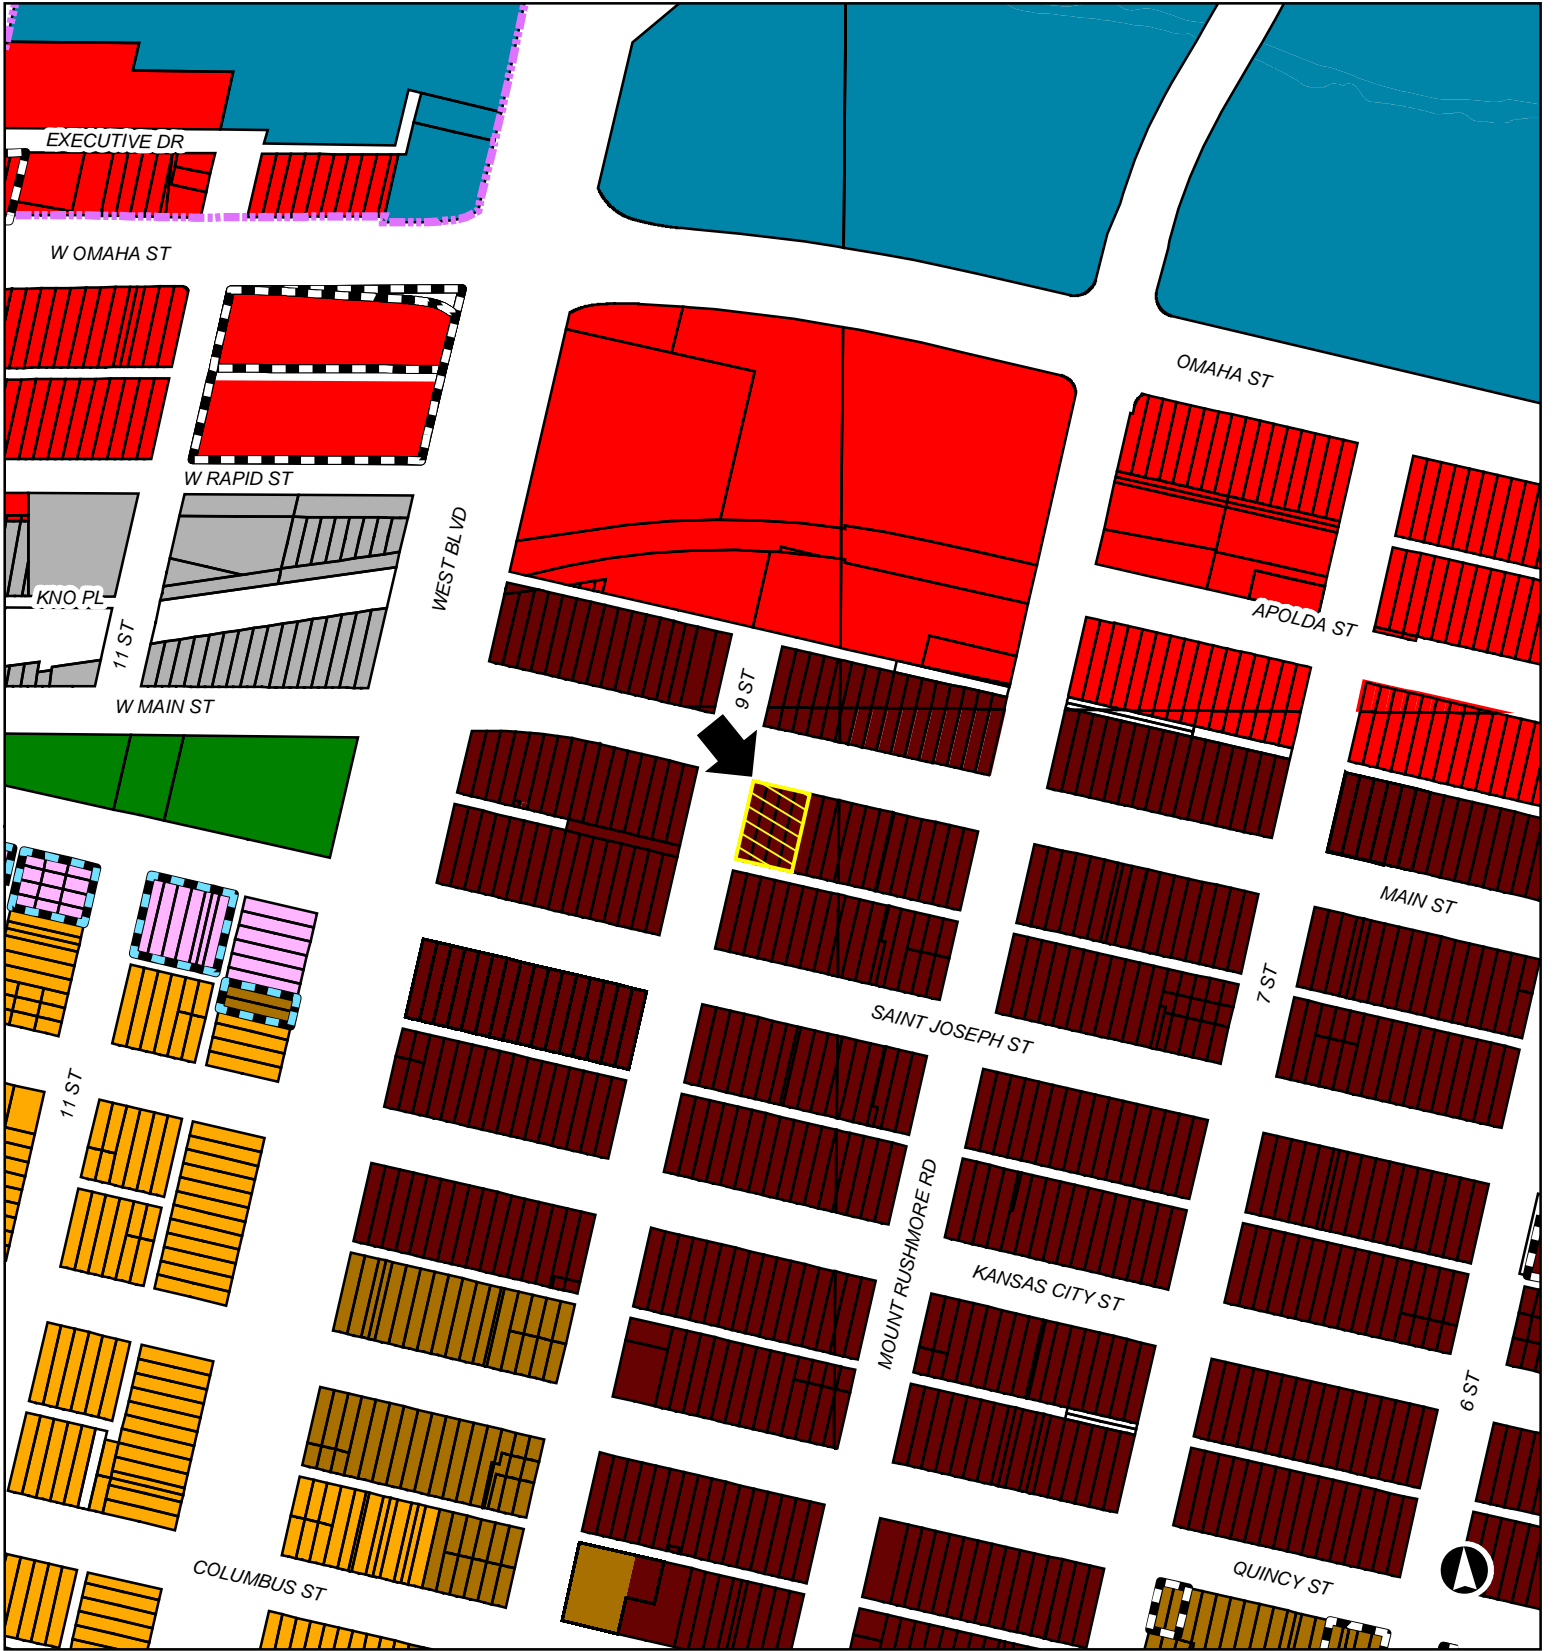 EXECUTIVE DR
W OMAHA ST
OMAHA ST
W RAPID ST
WEST BLVD
KNO PL
APOLDA ST
11 ST
9 ST
W MAIN ST
MAIN ST
7 ST
SAINT JOSEPH ST
11 ST
MOUNT RUSHMORE RD
KANSAS CITY ST
6 ST
COLUMBUS ST
QUINCY ST